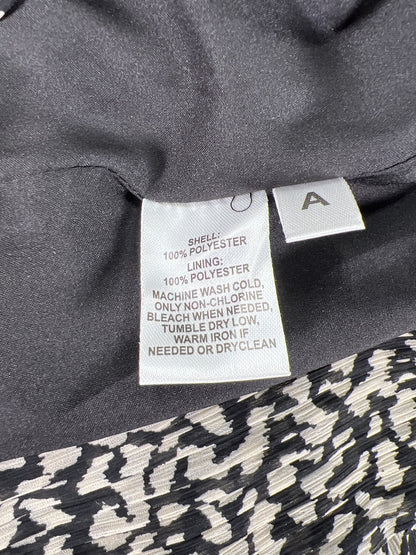 SHELL:
100% POLYESTER
LINING:
100% POLYESTER
MACHINE WASH COLD,
ONLY NON-CHLORINE
BLEACH WHEN NEEDED,
TUMBLE DRY LOW,
WARM IRON IF
NEEDED OR DRYCLEAN
A